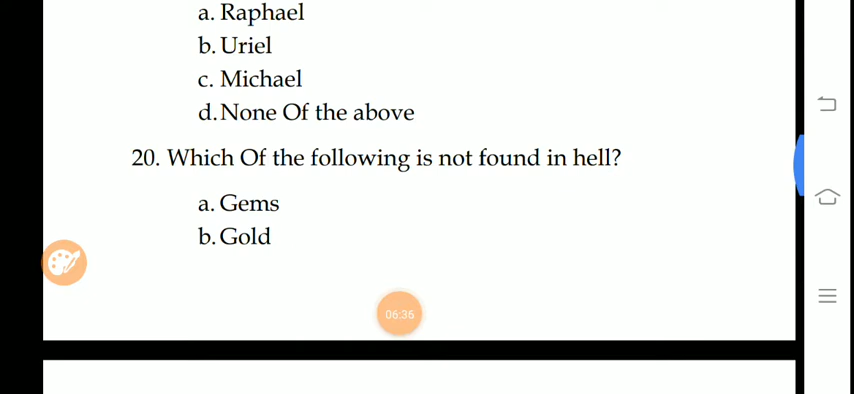 a. Raphael
b. Uriel
c. Michael
d. None Of the above
20. Which Of the following is not found in hell?
a. Gems
b. Gold
06:36